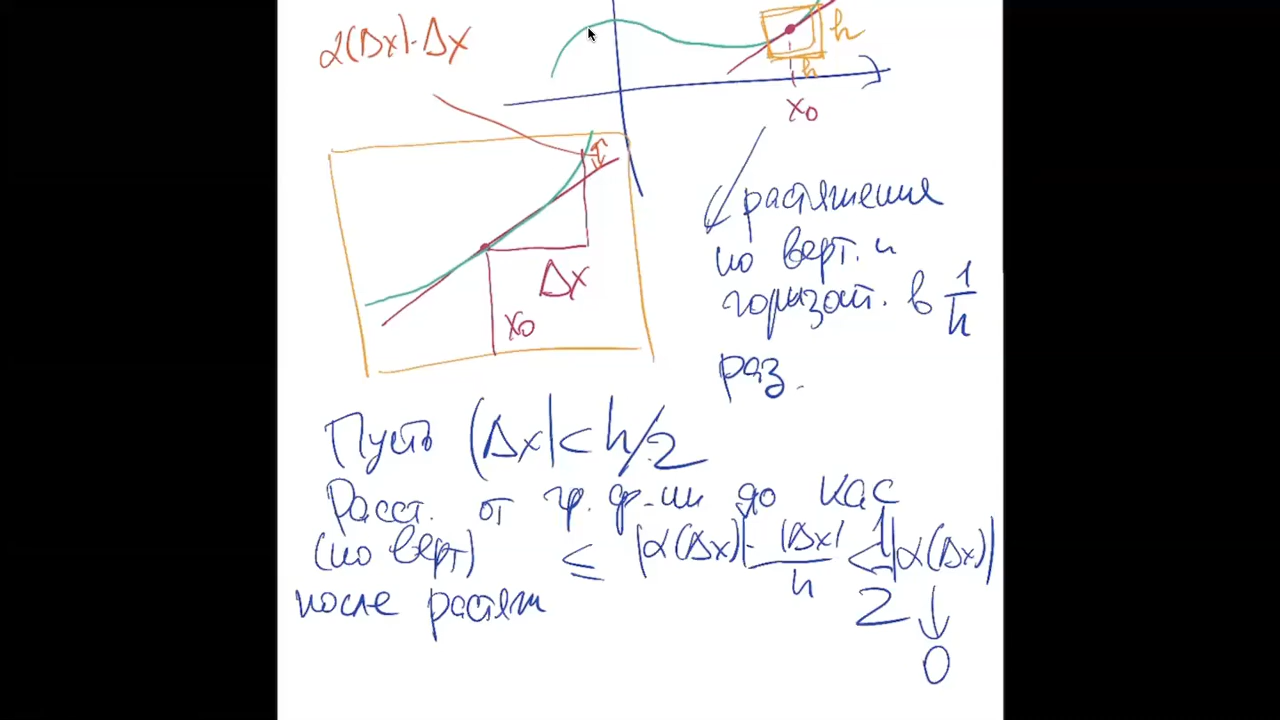 α(Δx)·Δx
h
h
x₀
растяжения
по верт. и
горизонт. в 1/h
раз.
Δx
x₀
Пусть |Δx| < h/2
Расст. от гр. ф-ии до кас
(по верт) ≤ |α(Δx)|·|Δx|/h < 1/2|α(Δx)|
после растяж
↓
0